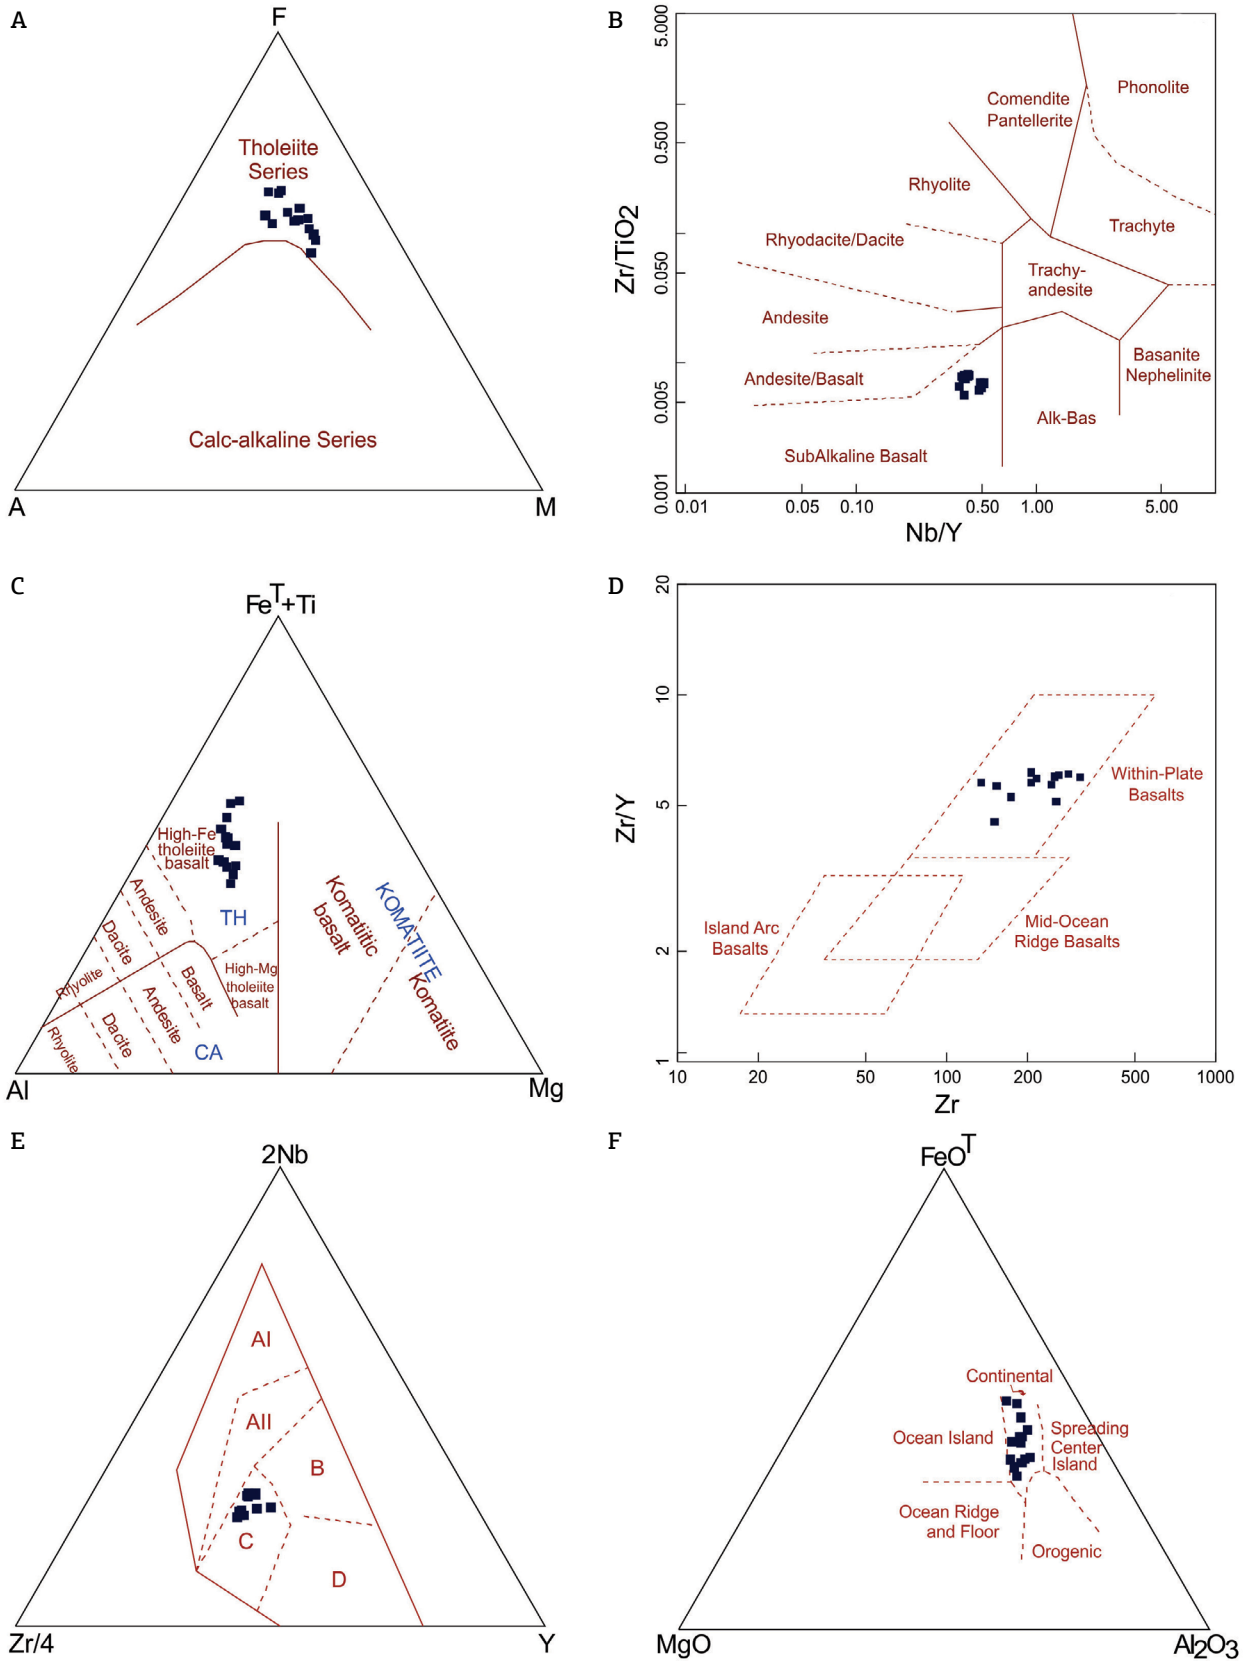 A
F
Tholeiite
Series
Calc-alkaline Series
A
M
B
Zr/TiO2
5.000
0.500
0.050
0.005
0.001
Phonolite
Comendite
Pantellerite
Rhyolite
Trachyte
Rhyodacite/Dacite
Trachy-
andesite
Andesite
Basanite
Nephelinite
Andesite/Basalt
Alk-Bas
SubAlkaline Basalt
0.01
0.05
0.10
0.50
1.00
5.00
Nb/Y
C
FeT+Ti
High-Fe
tholeiite
basalt
TH
Andesite
Dacite
Rhyolite
Basalt
Andesite
Dacite
Rhyolite
High-Mg
tholeiite
basalt
CA
Komatiitic
basalt
KOMATIITE
Komatiite
Al
Mg
D
Zr/Y
20
10
5
2
1
Within-Plate
Basalts
Island Arc
Basalts
Mid-Ocean
Ridge Basalts
10
20
50
100
200
500
1000
Zr
E
2Nb
AI
AII
B
C
D
Zr/4
Y
F
FeOT
Continental
Ocean Island
Spreading
Center
Island
Ocean Ridge
and Floor
Orogenic
MgO
Al2O3